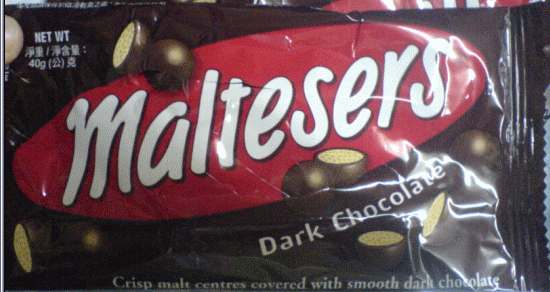 NET WT
淨重/淨含量:
40g(公)克
Maltesers
Dark Chocolate
Crisp malt centres covered with smooth dark chocolate